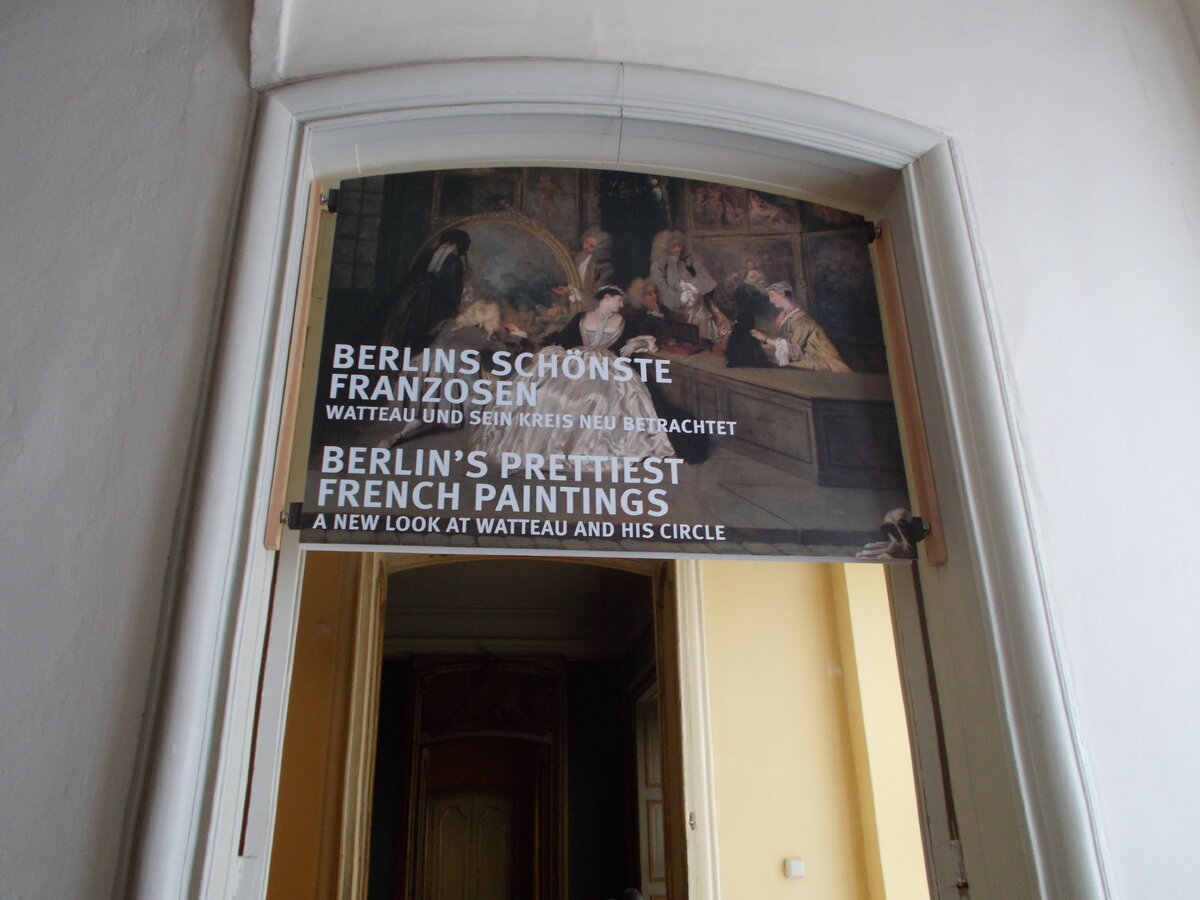 BERLINS SCHÖNSTE
FRANZOSEN
WATTEAU UND SEIN KREIS NEU BETRACHTET
BERLIN'S PRETTIEST
FRENCH PAINTINGS
A NEW LOOK AT WATTEAU AND HIS CIRCLE